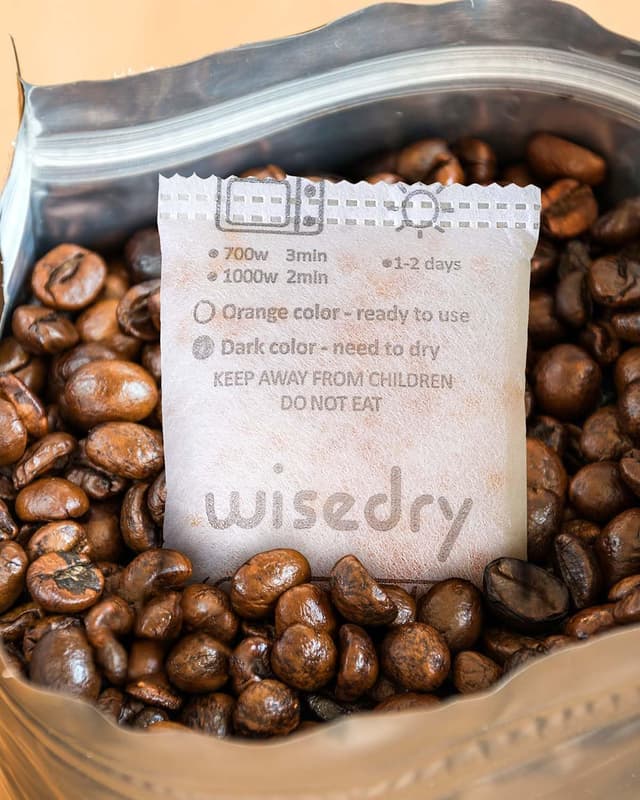 700w 3min
1000w 2min
1-2 days
Orange color - ready to use
Dark color - need to dry
KEEP AWAY FROM CHILDREN
DO NOT EAT
wisedry